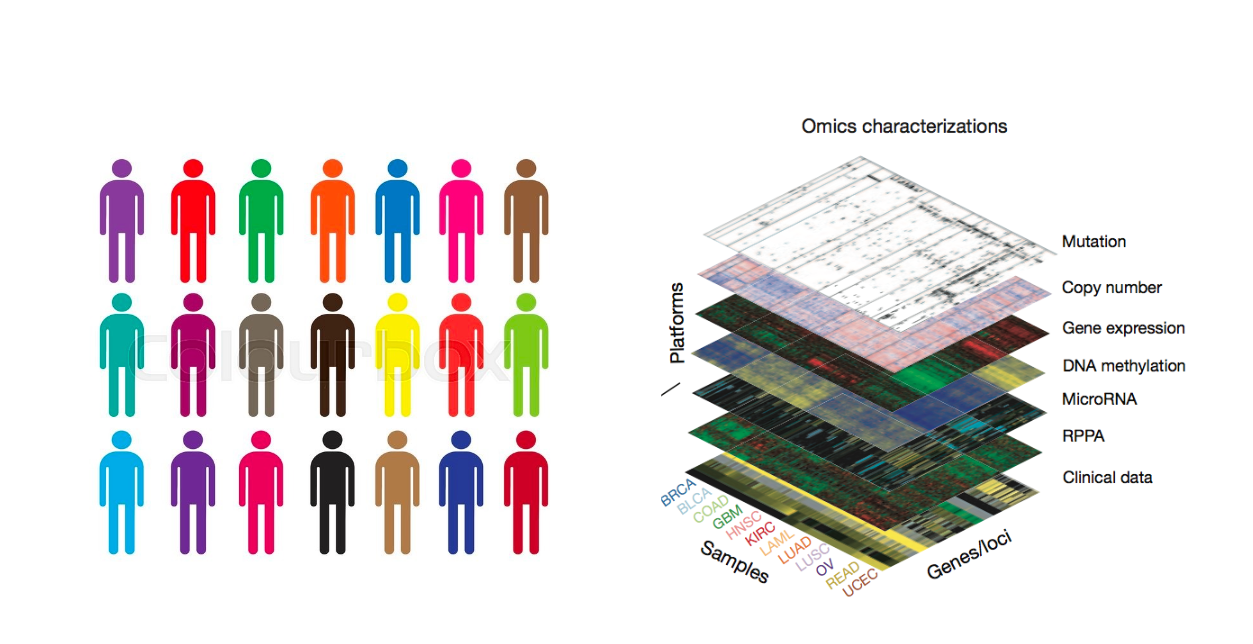 Omics characterizations
colourbox
Platforms
Mutation
Copy number
Gene expression
DNA methylation
MicroRNA
RPPA
Clinical data
BRCA
BLCA
COAD
GBM
HNSC
KIRC
LAML
LUAD
LUSC
OV
READ
UCEC
Samples
Genes/loci